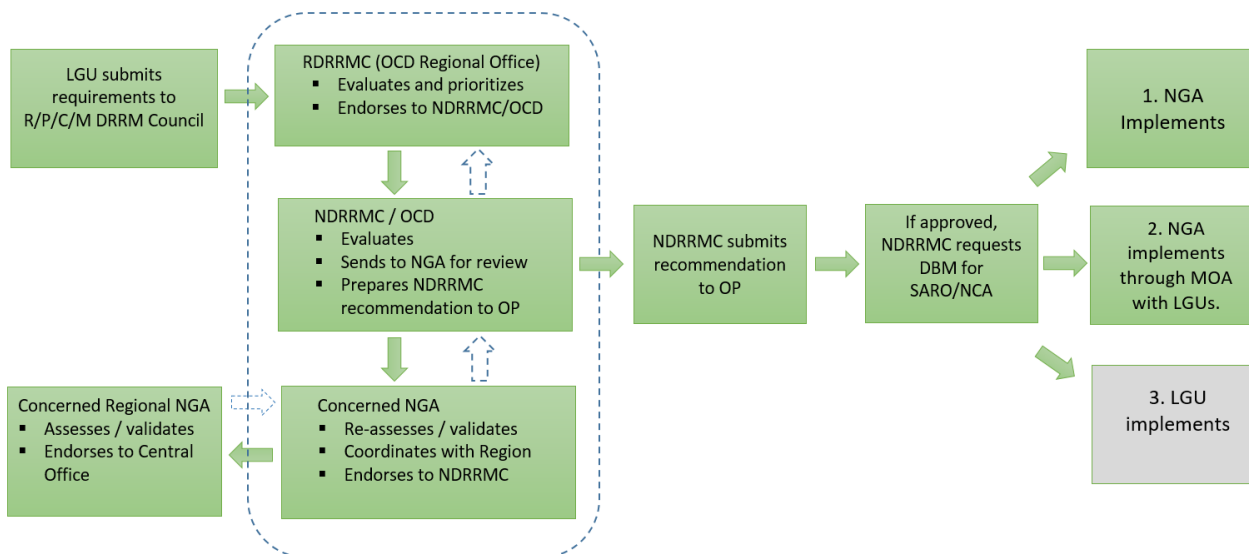 LGU submits
requirements to
R/P/C/M DRRM Council
RDRRMC (OCD Regional Office)
▪ Evaluates and prioritizes
▪ Endorses to NDRRMC/OCD
NDRRMC / OCD
▪ Evaluates
▪ Sends to NGA for review
▪ Prepares NDRRMC
recommendation to OP
Concerned NGA
▪ Re-assesses / validates
▪ Coordinates with Region
▪ Endorses to NDRRMC
Concerned Regional NGA
▪ Assesses / validates
▪ Endorses to Central
Office
NDRRMC submits
recommendation
to OP
If approved,
NDRRMC requests
DBM for
SARO/NCA
1. NGA
Implements
2. NGA
implements
through MOA
with LGUs.
3. LGU
implements